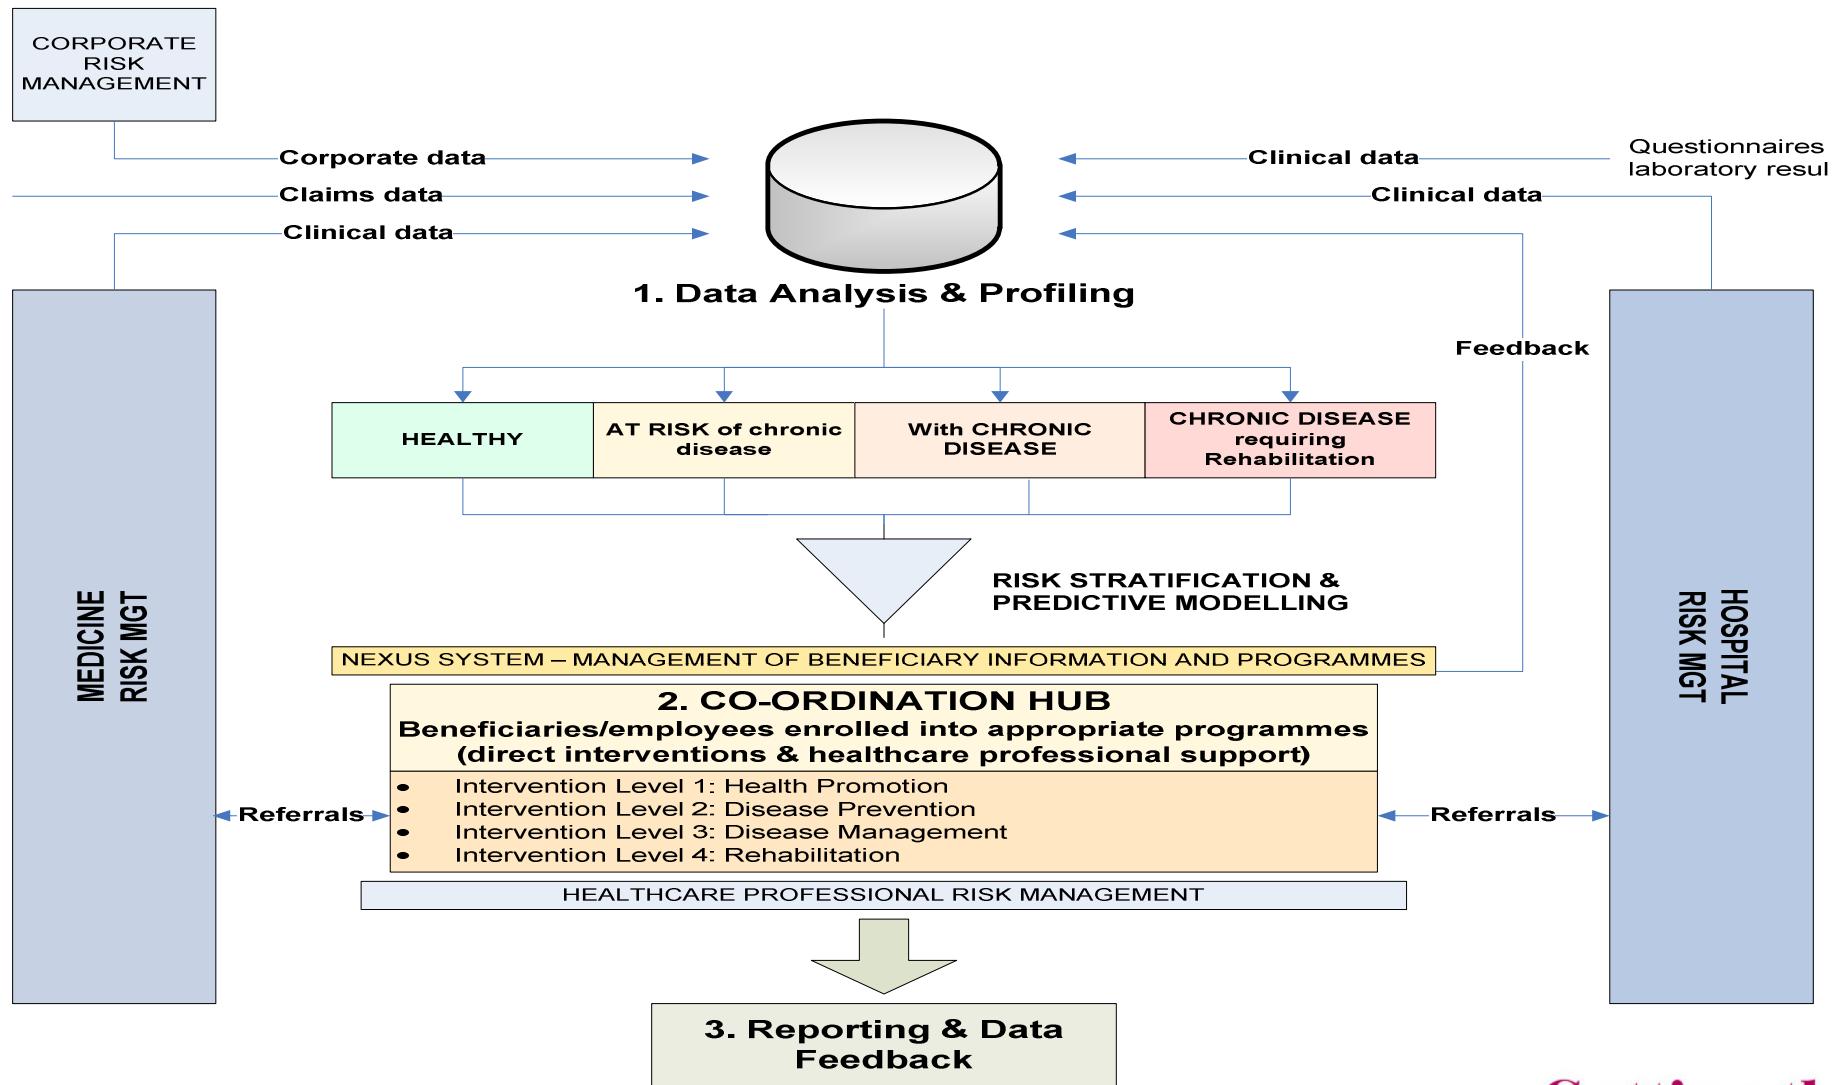 CORPORATE
RISK
MANAGEMENT
Corporate data
Claims data
Clinical data
Clinical data
Questionnaires
laboratory resul
Clinical data
1. Data Analysis & Profiling
Feedback
HEALTHY
AT RISK of chronic
disease
With CHRONIC
DISEASE
CHRONIC DISEASE
requiring
Rehabilitation
RISK STRATIFICATION &
PREDICTIVE MODELLING
MEDICINE
RISK MGT
HOSPITAL
RISK MGT
NEXUS SYSTEM – MANAGEMENT OF BENEFICIARY INFORMATION AND PROGRAMMES
2. CO-ORDINATION HUB
Beneficiaries/employees enrolled into appropriate programmes
(direct interventions & healthcare professional support)
• Intervention Level 1: Health Promotion
• Intervention Level 2: Disease Prevention
• Intervention Level 3: Disease Management
• Intervention Level 4: Rehabilitation
Referrals
Referrals
HEALTHCARE PROFESSIONAL RISK MANAGEMENT
3. Reporting & Data
Feedback